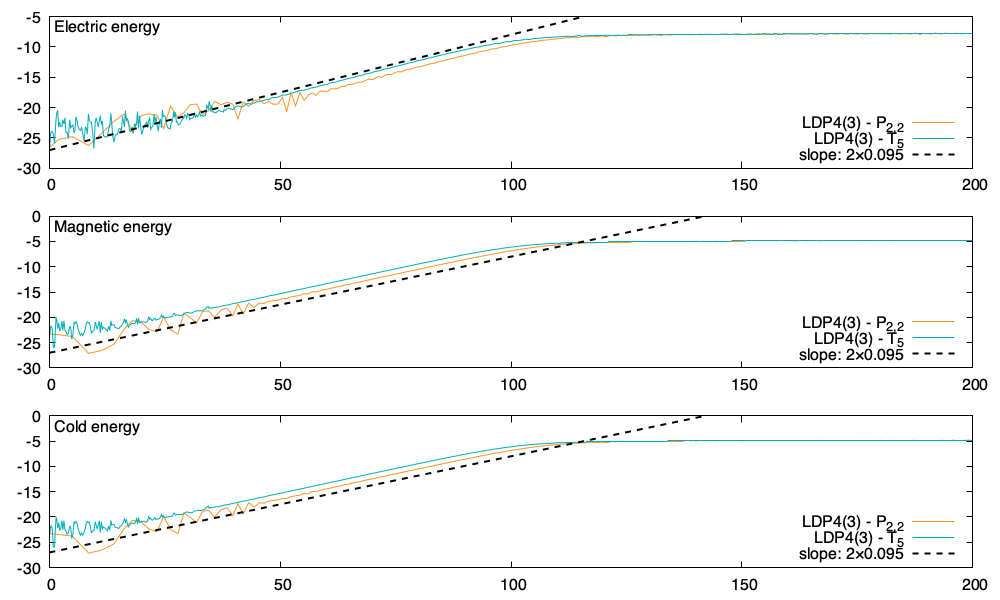 -5
Electric energy
-10
-15
-20
-25
-30
LDP4(3) - P2,2
LDP4(3) - T5
slope: 2×0.095
0 50 100 150 200
0
Magnetic energy
-5
-10
-15
-20
-25
-30
LDP4(3) - P2,2
LDP4(3) - T5
slope: 2×0.095
0 50 100 150 200
0
Cold energy
-5
-10
-15
-20
-25
-30
LDP4(3) - P2,2
LDP4(3) - T5
slope: 2×0.095
0 50 100 150 200